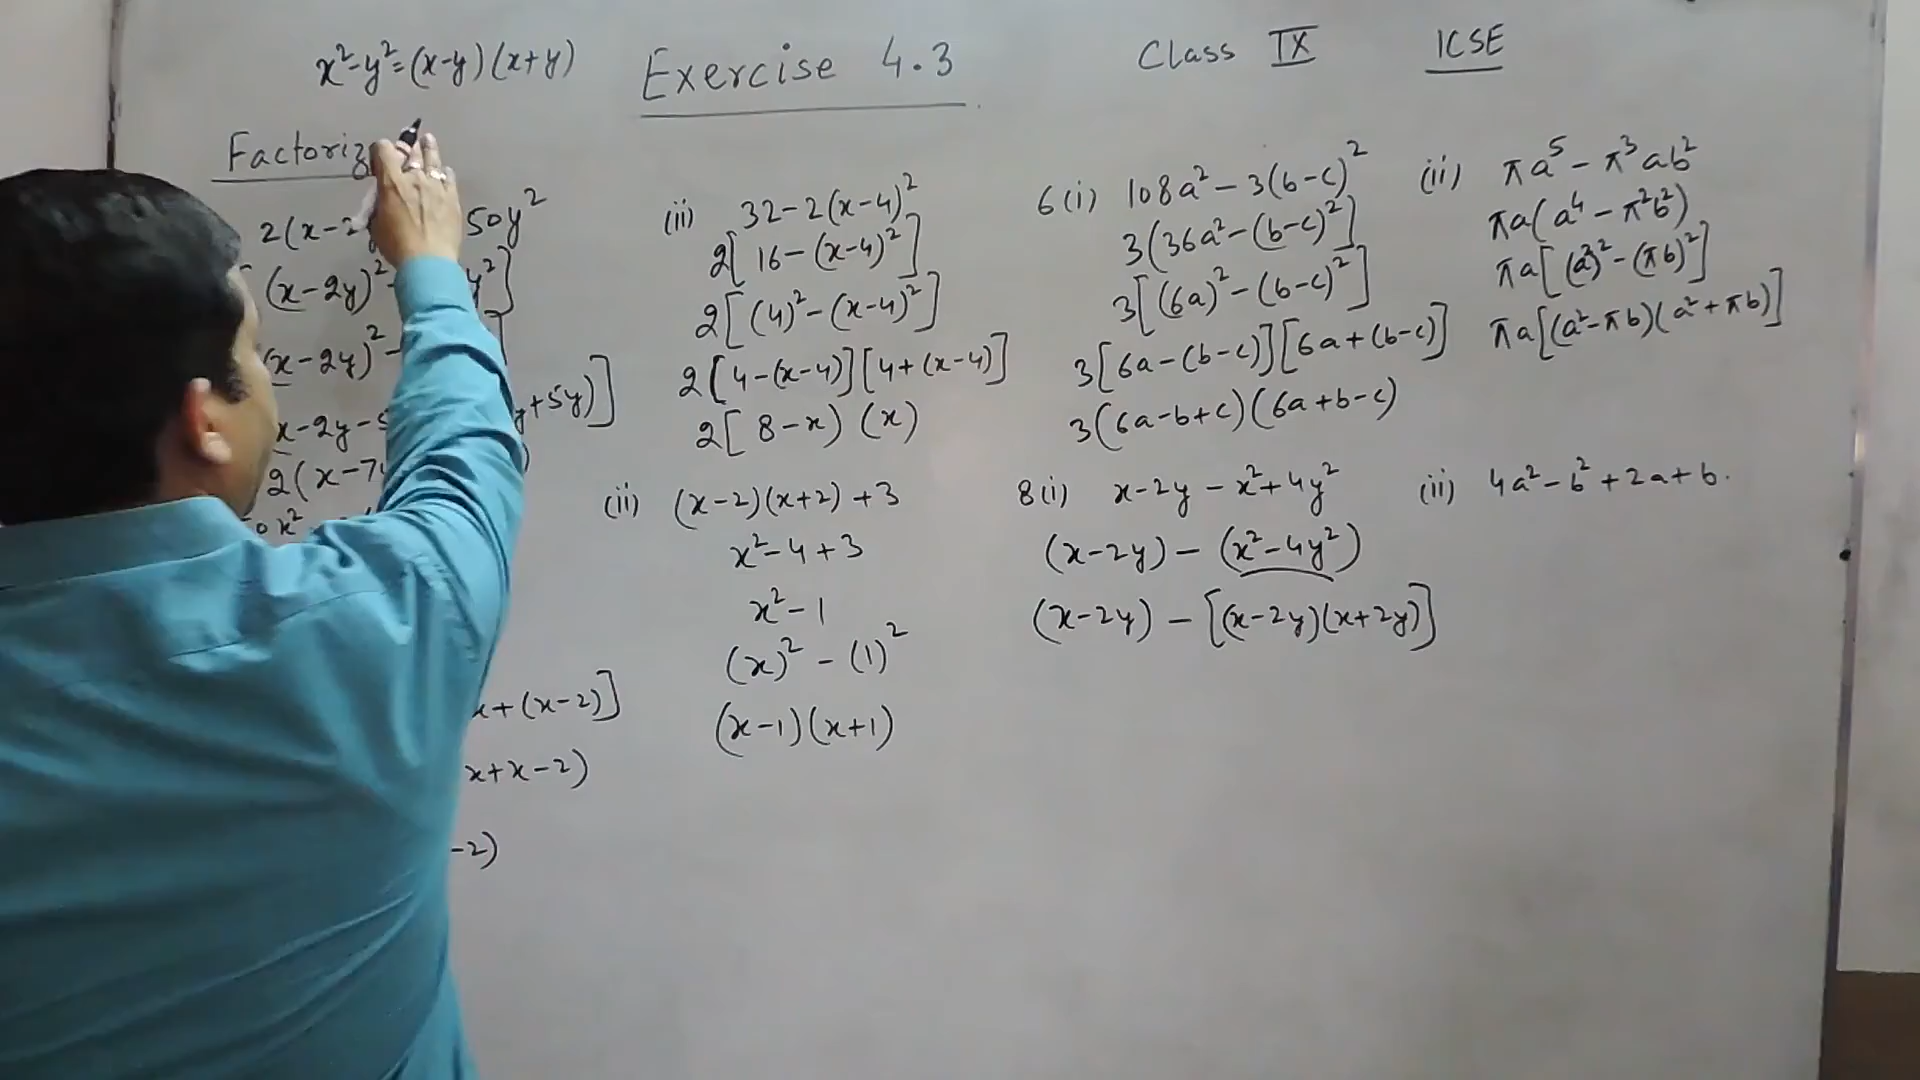 x²-y²=(x-y)(x+y)
Exercise 4.3
Class IX ICSE
Factoriz
2(x-2 50y²
(x-2y)² y²]
(x-2y)²- ]
x-2y-5 +5y)]
2(x-7y )
x²
x+(x-2)]
x+x-2)
-2)
(ii) 32-2(x-4)²
2[16-(x-4)²]
2[(4)²-(x-4)²]
2[4-(x-4)][4+(x-4)]
2[8-x)(x)
(ii) (x-2)(x+2)+3
x²-4+3
x²-1
(x)²-(1)²
(x-1)(x+1)
6(i) 108a²-3(b-c)²
3(36a²-(b-c)²]
3[(6a)²-(b-c)²]
3[6a-(b-c)][6a+(b-c)]
3(6a-b+c)(6a+b-c)
(ii) πa⁵-π³ab²
πa(a⁴-π²b²)
πa[(a²)²-(πb)²]
πa[(a²-πb)(a²+πb)]
8(i) x-2y-x²+4y²
(x-2y)-(x²-4y²)
(x-2y)-[(x-2y)(x+2y)]
(ii) 4a²-b²+2a+b.